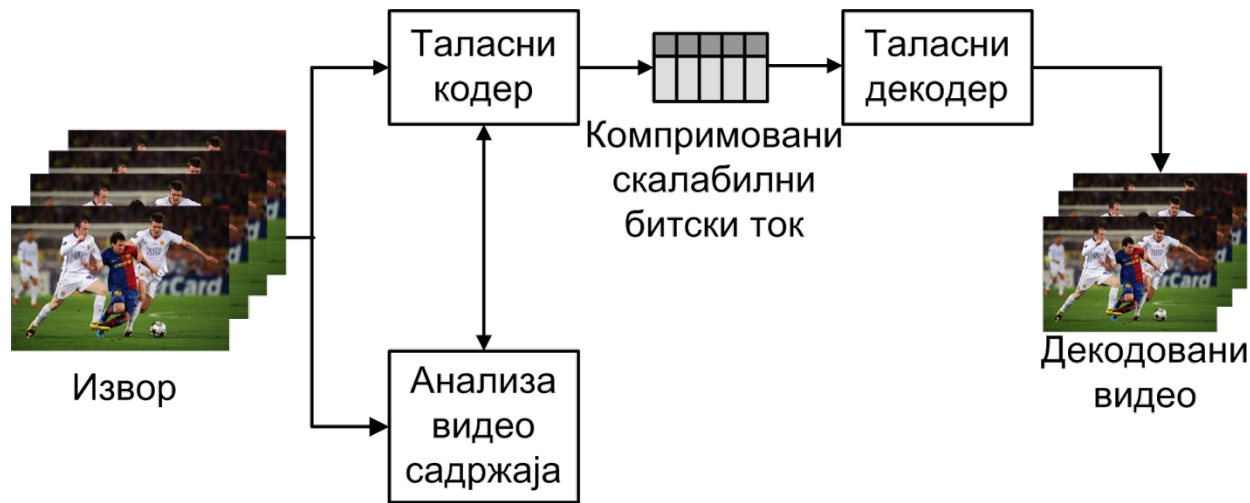 Таласни
кодер
Таласни
декодер
Компримовани
скалабилни
битски ток
Извор
Анализа
видео
садржаја
Декодовани
видео